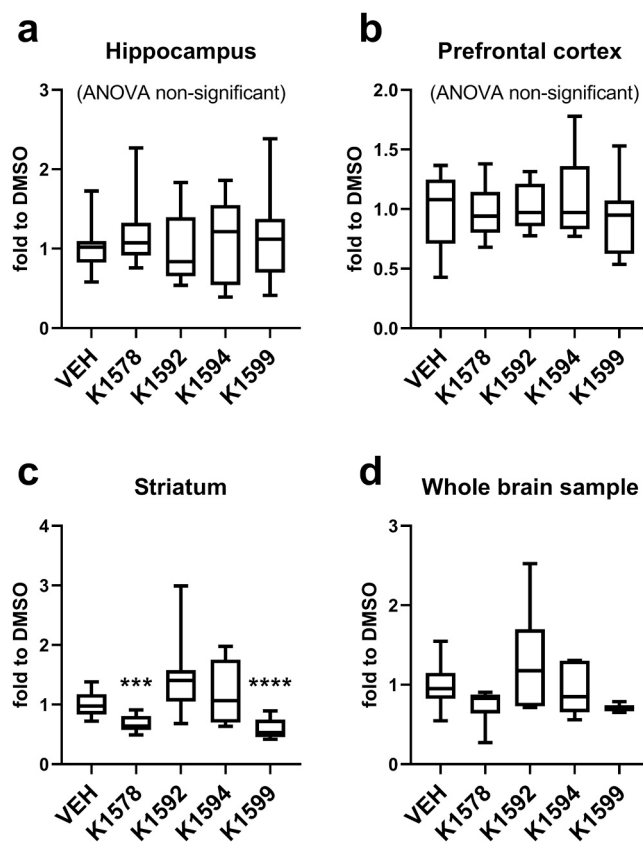 a
Hippocampus
(ANOVA non-significant)
fold to DMSO
3
2
1
0
VEH
K1578
K1592
K1594
K1599
b
Prefrontal cortex
(ANOVA non-significant)
fold to DMSO
2.0
1.5
1.0
0.5
0.0
VEH
K1578
K1592
K1594
K1599
c
Striatum
fold to DMSO
4
3
2
1
0
*** ****
VEH
K1578
K1592
K1594
K1599
d
Whole brain sample
fold to DMSO
3
2
1
0
VEH
K1578
K1592
K1594
K1599